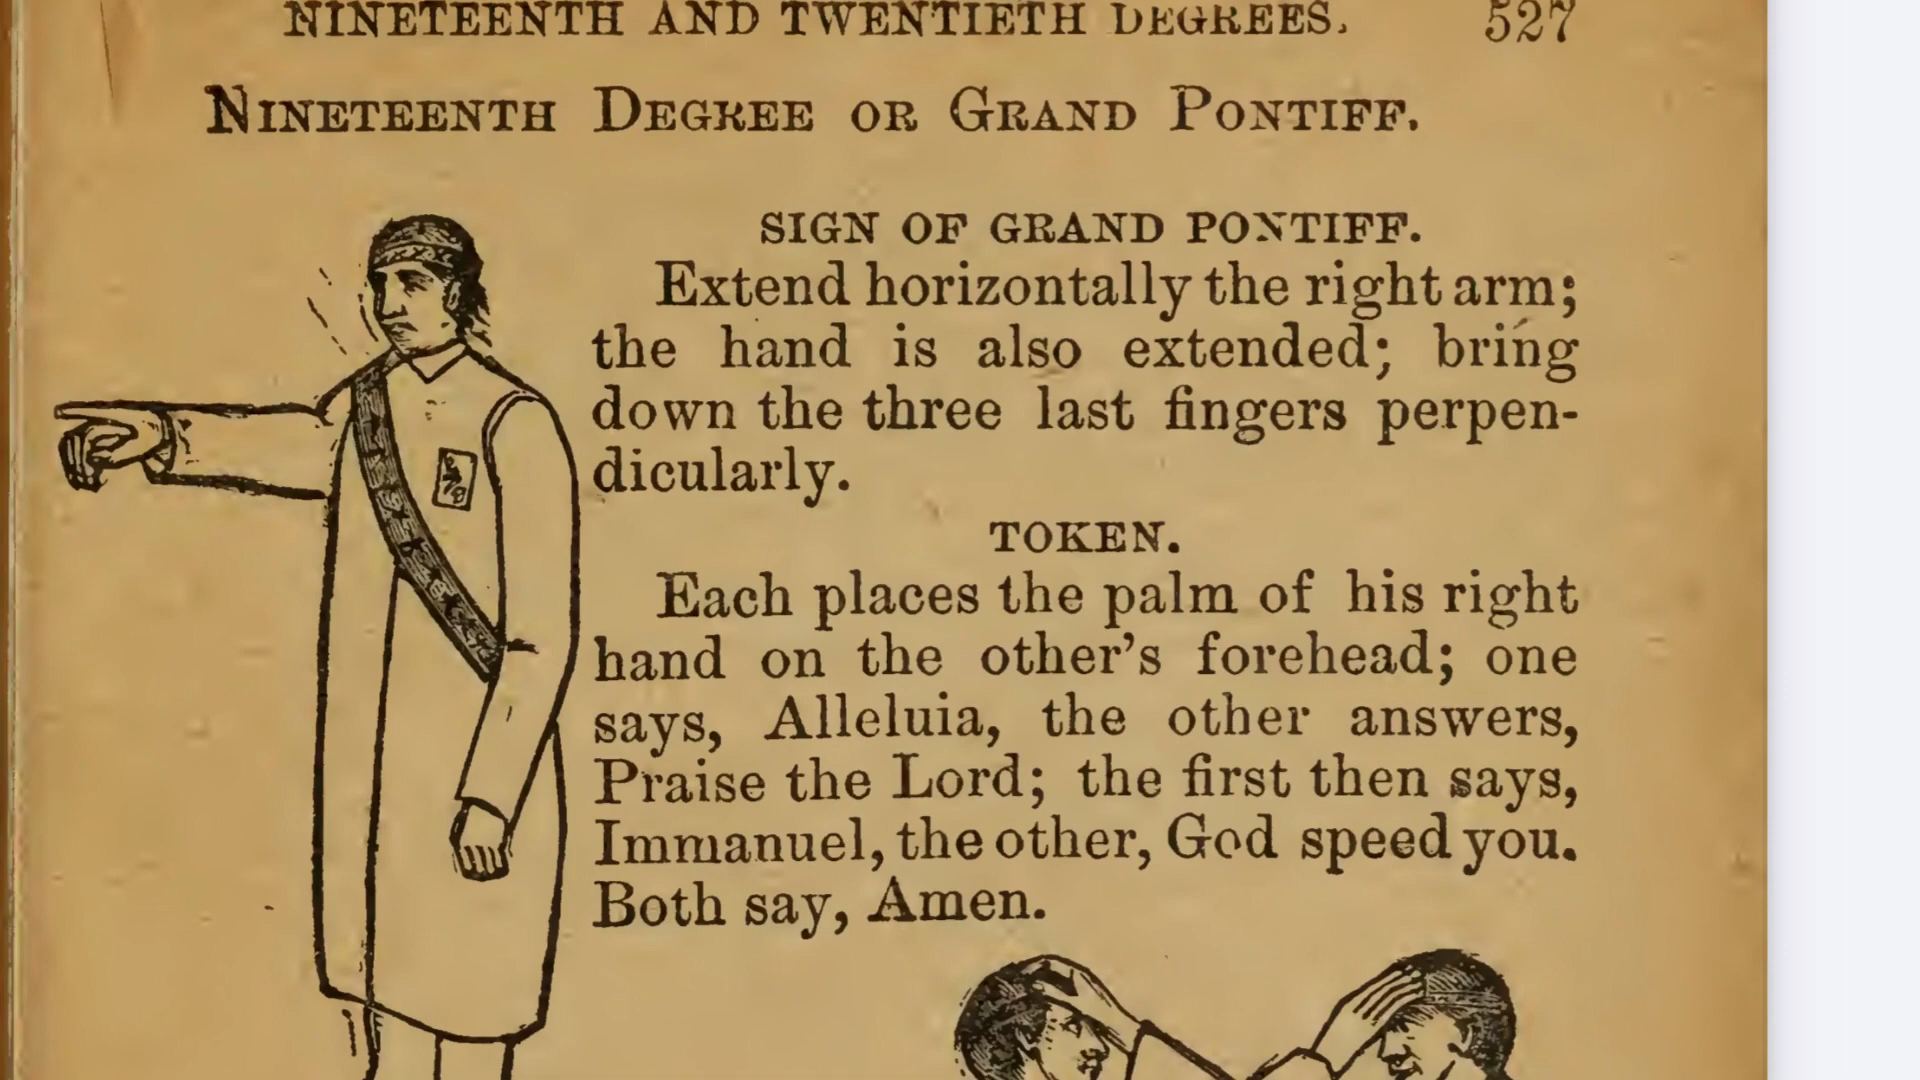 NINETEENTH AND TWENTIETH DEGREES. 527
NINETEENTH DEGREE OR GRAND PONTIFF.
SIGN OF GRAND PONTIFF.
Extend horizontally the right arm;
the hand is also extended; bring
down the three last fingers perpen-
dicularly.
TOKEN.
Each places the palm of his right
hand on the other's forehead; one
says, Alleluia, the other answers,
Praise the Lord; the first then says,
Immanuel, the other, God speed you.
Both say, Amen.